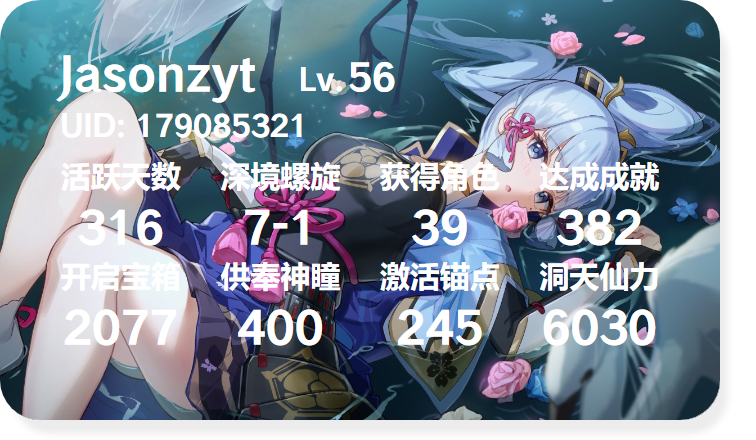 Jasonzyt Lv.56
UID: 179085321
活跃天数 深境螺旋 获得角色 达成成就
316 7-1 39 382
开启宝箱 供奉神瞳 激活锚点 洞天仙力
2077 400 245 6030